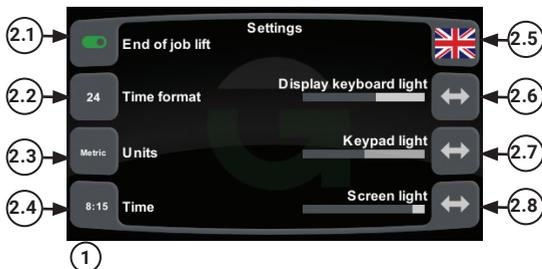 Settings
2.1
End of job lift
2.5
2.2
24
Time format
Display keyboard light
2.6
2.3
Metric
Units
Keypad light
2.7
2.4
8:15
Time
Screen light
2.8
1